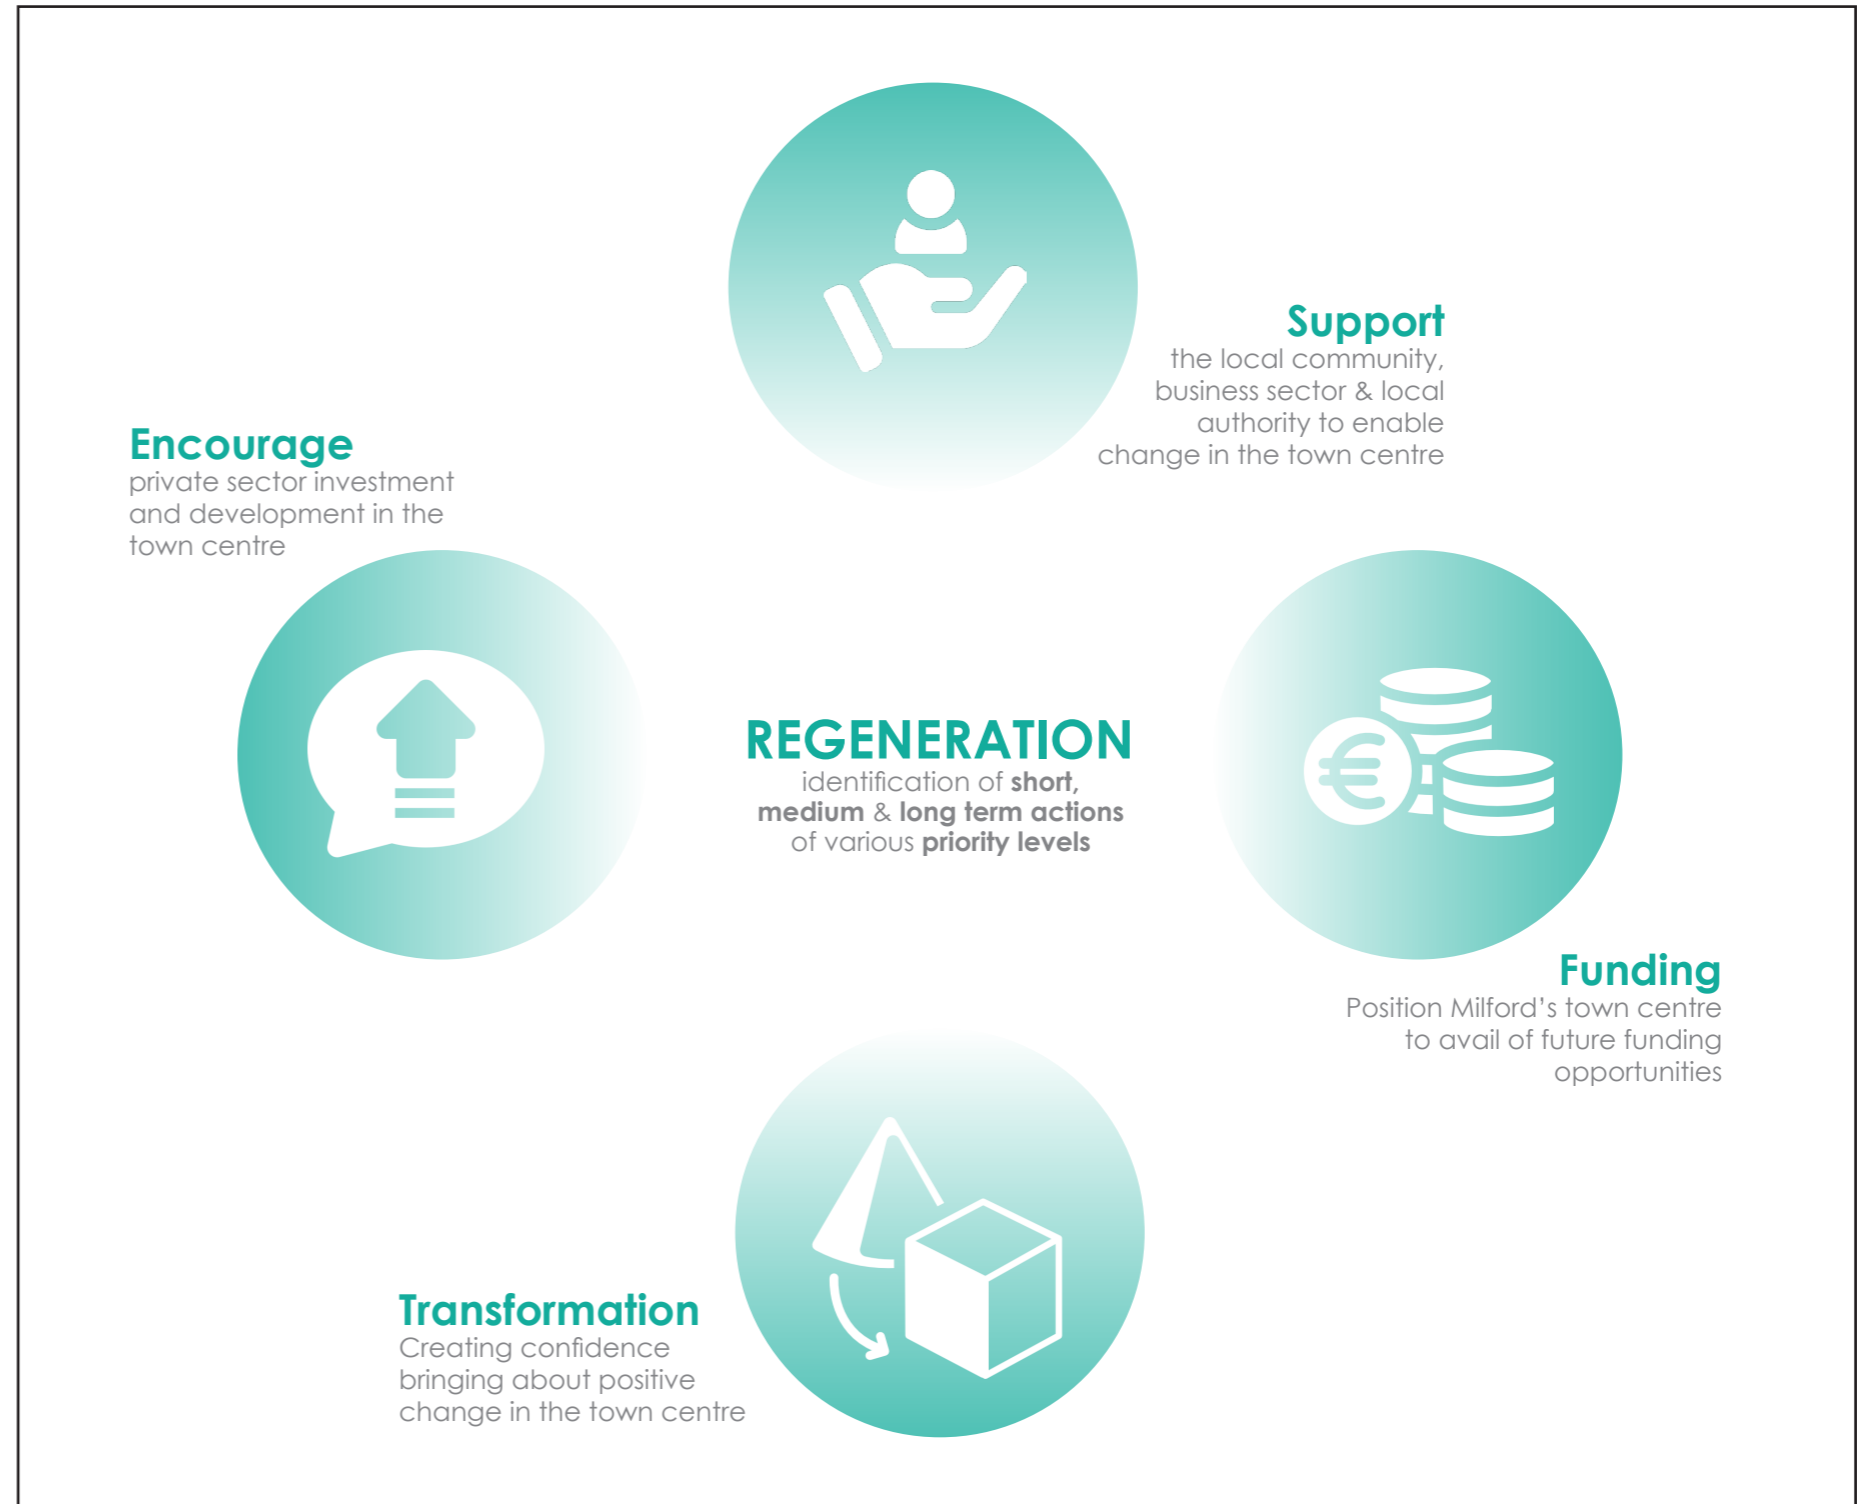 Support
the local community,
business sector & local
authority to enable
change in the town centre
Encourage
private sector investment
and development in the
town centre
REGENERATION
identification of short,
medium & long term actions
of various priority levels
€
Funding
Position Milford's town centre
to avail of future funding
opportunities
Transformation
Creating confidence
bringing about positive
change in the town centre